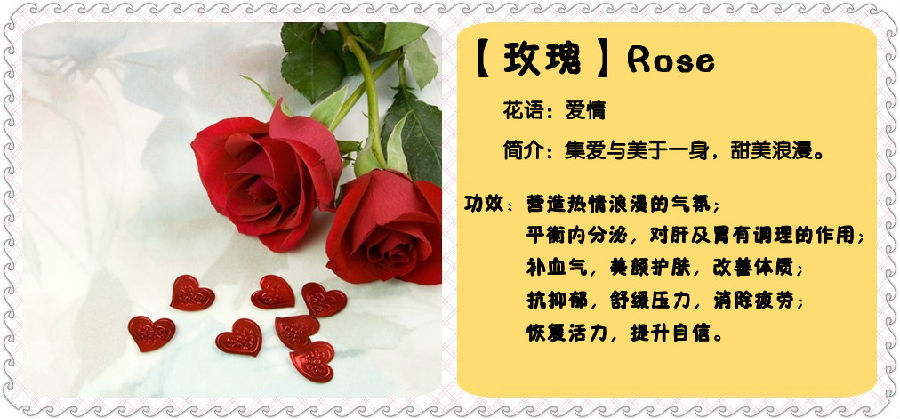 【玫瑰】Rose
花语：爱情
简介：集爱与美于一身，甜美浪漫。
功效：营造热情浪漫的气氛；
平衡内分泌，对肝及胃有调理的作用；
补血气，美颜护肤，改善体质；
抗抑郁，舒缓压力，消除疲劳；
恢复活力，提升自信。